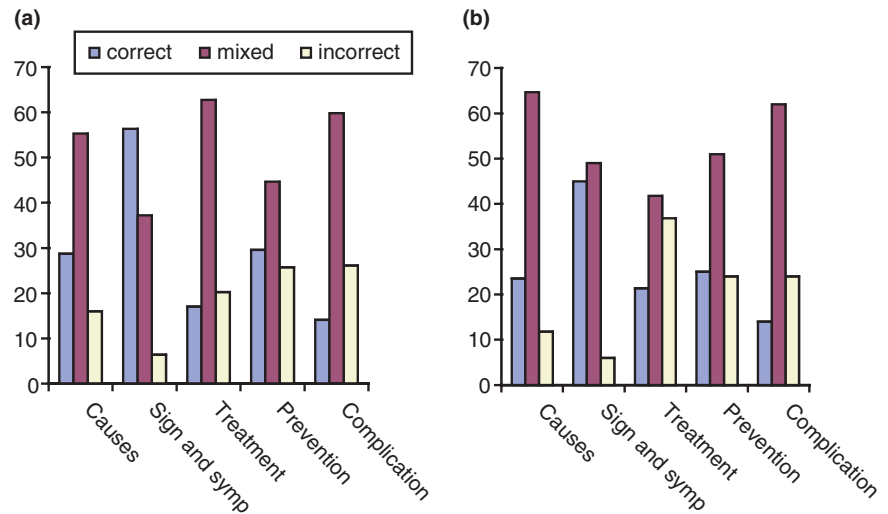 (a)
correct mixed incorrect
70
60
50
40
30
20
10
0
Causes
Sign and symp
Treatment
Prevention
Complication
(b)
70
60
50
40
30
20
10
0
Causes
Sign and symp
Treatment
Prevention
Complication